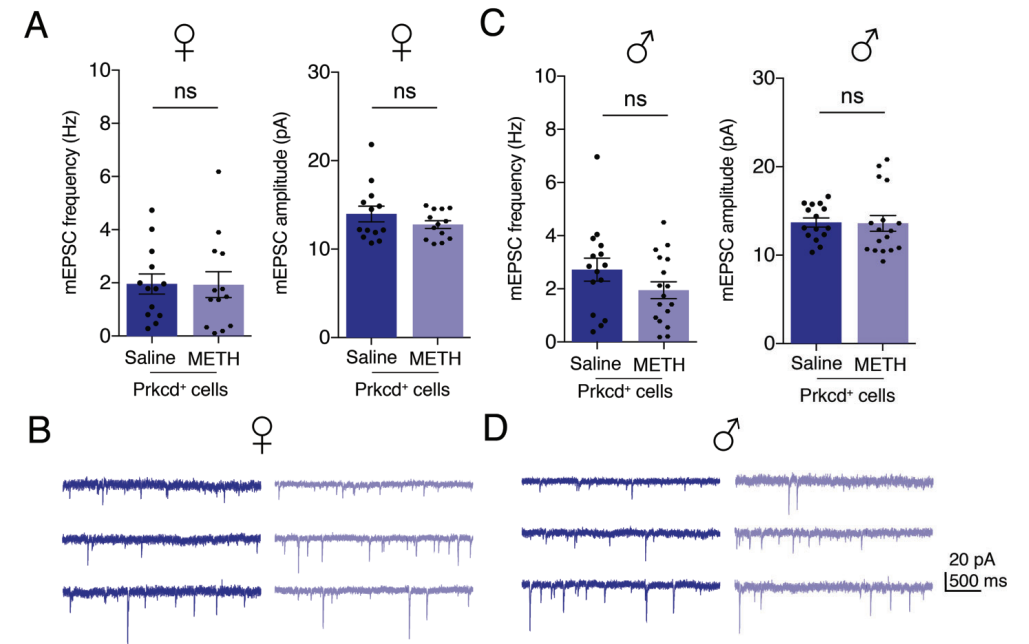 A
♀
mEPSC frequency (Hz)
10
8
6
4
2
0
ns
Saline METH
Prkcd⁺ cells
♀
mEPSC amplitude (pA)
30
20
10
0
ns
Saline METH
Prkcd⁺ cells
C
♂
mEPSC frequency (Hz)
10
8
6
4
2
0
ns
Saline METH
Prkcd⁺ cells
♂
mEPSC amplitude (pA)
30
20
10
0
ns
Saline METH
Prkcd⁺ cells
B
♀
D
♂
20 pA
500 ms